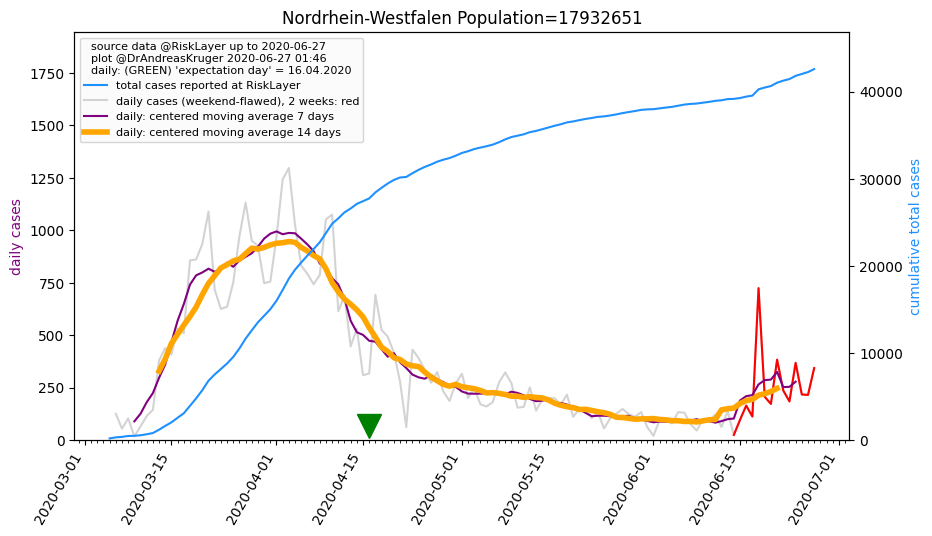 Nordrhein-Westfalen Population=17932651
source data @RiskLayer up to 2020-06-27
plot @DrAndreasKruger 2020-06-27 01:46
daily: (GREEN) 'expectation day' = 16.04.2020
total cases reported at RiskLayer
daily cases (weekend-flawed), 2 weeks: red
daily: centered moving average 7 days
daily: centered moving average 14 days
daily cases
1750
1500
1250
1000
750
500
250
0
40000
30000
20000
10000
0
cumulative total cases
2020-03-01
2020-03-15
2020-04-01
2020-04-15
2020-05-01
2020-05-15
2020-06-01
2020-06-15
2020-07-01